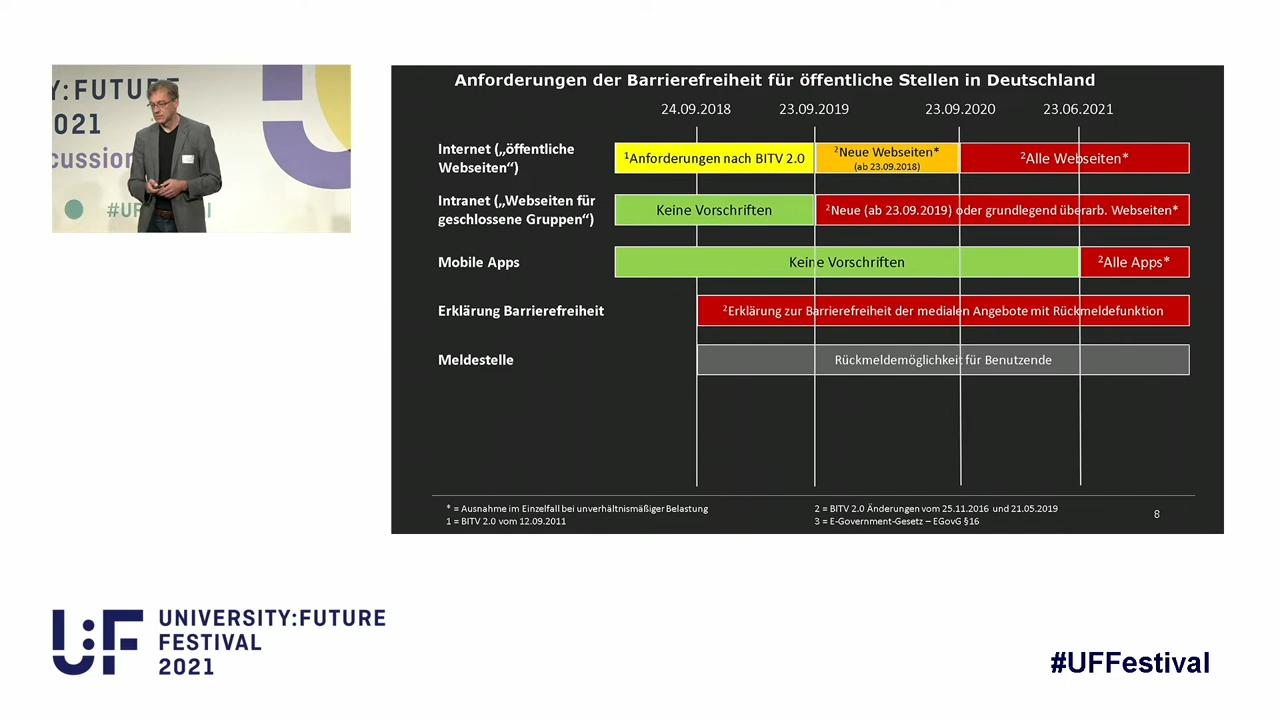 Y:FUTU
2021
cussion
#UF
Anforderungen der Barrierefreiheit für öffentliche Stellen in Deutschland
24.09.2018 23.09.2019 23.09.2020 23.06.2021
Internet („öffentliche
Webseiten“)
¹Anforderungen nach BITV 2.0
²Neue Webseiten*
(ab 23.09.2018)
²Alle Webseiten*
Intranet („Webseiten für
geschlossene Gruppen“)
Keine Vorschriften
²Neue (ab 23.09.2019) oder grundlegend überarb. Webseiten*
Mobile Apps
Keine Vorschriften
²Alle Apps*
Erklärung Barrierefreiheit
²Erklärung zur Barrierefreiheit der medialen Angebote mit Rückmeldefunktion
Meldestelle
Rückmeldemöglichkeit für Benutzende
* = Ausnahme im Einzelfall bei unverhältnismäßiger Belastung
1 = BITV 2.0 vom 12.09.2011
2 = BITV 2.0 Änderungen vom 25.11.2016 und 21.05.2019
3 = E-Government-Gesetz – EGovG §16
8
U:F
UNIVERSITY:FUTURE
FESTIVAL
2021
#UFFestival